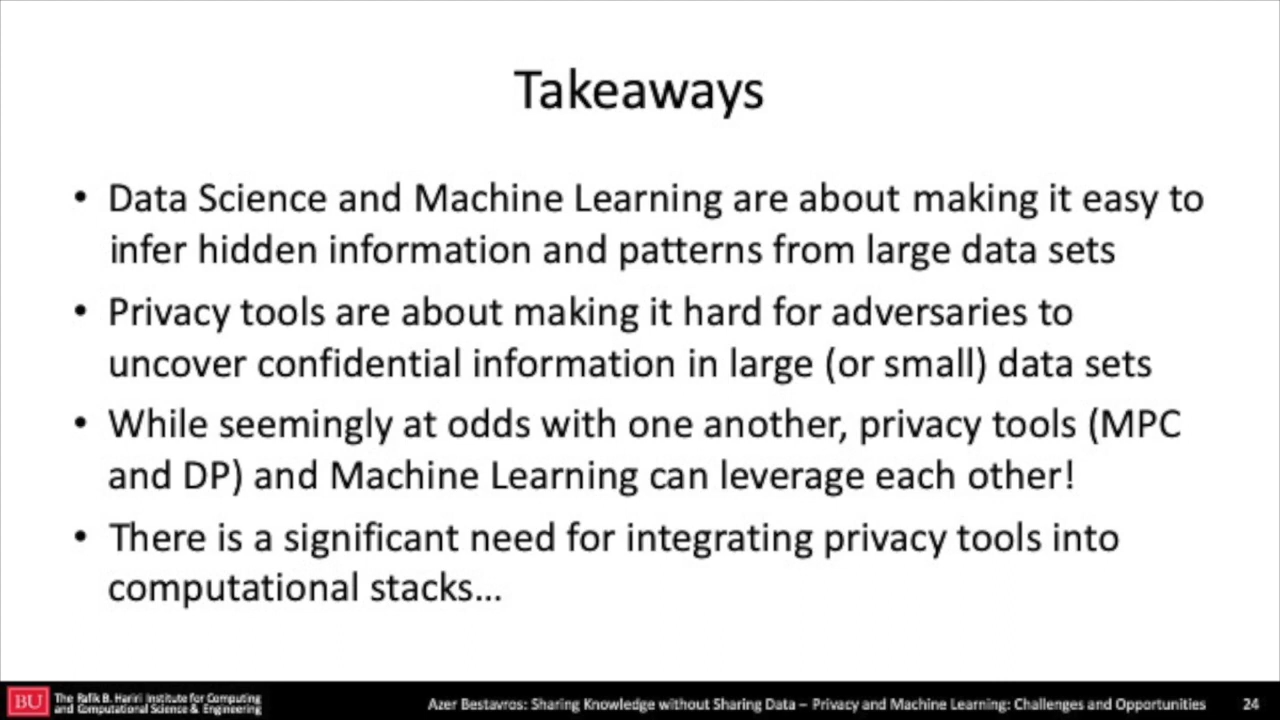 Takeaways
• Data Science and Machine Learning are about making it easy to
infer hidden information and patterns from large data sets
• Privacy tools are about making it hard for adversaries to
uncover confidential information in large (or small) data sets
• While seemingly at odds with one another, privacy tools (MPC
and DP) and Machine Learning can leverage each other!
• There is a significant need for integrating privacy tools into
computational stacks...
BU
The Rafik B. Hariri Institute for Computing
and Computational Science & Engineering
Azer Bestavros: Sharing Knowledge without Sharing Data – Privacy and Machine Learning: Challenges and Opportunities
24